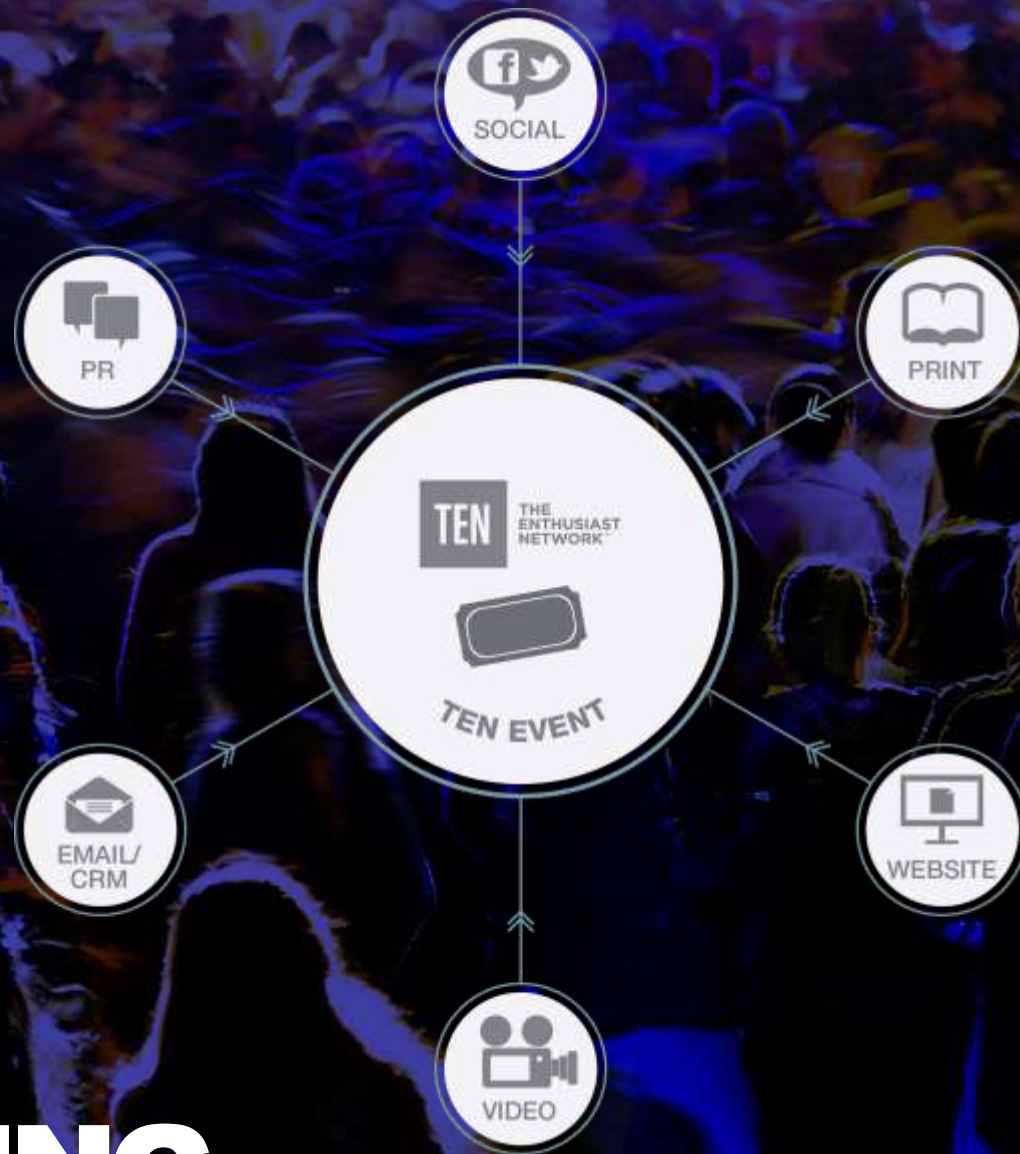 SOCIAL
PR
PRINT
TEN
THE
ENTHUSIAST
NETWORK
TEN EVENT
EMAIL/
CRM
WEBSITE
VIDEO